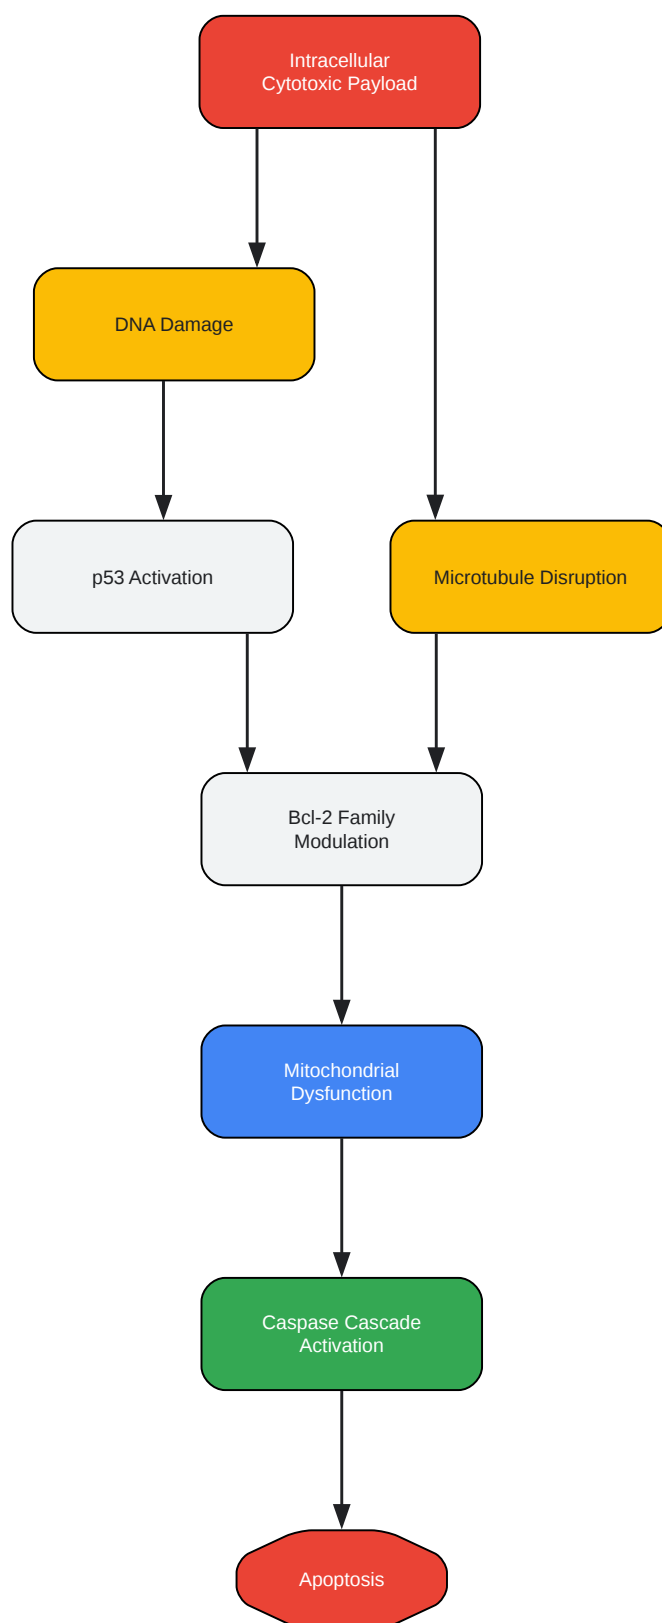 Intracellular
Cytotoxic Payload
DNA Damage
p53 Activation
Microtubule Disruption
Bcl-2 Family
Modulation
Mitochondrial
Dysfunction
Caspase Cascade
Activation
Apoptosis